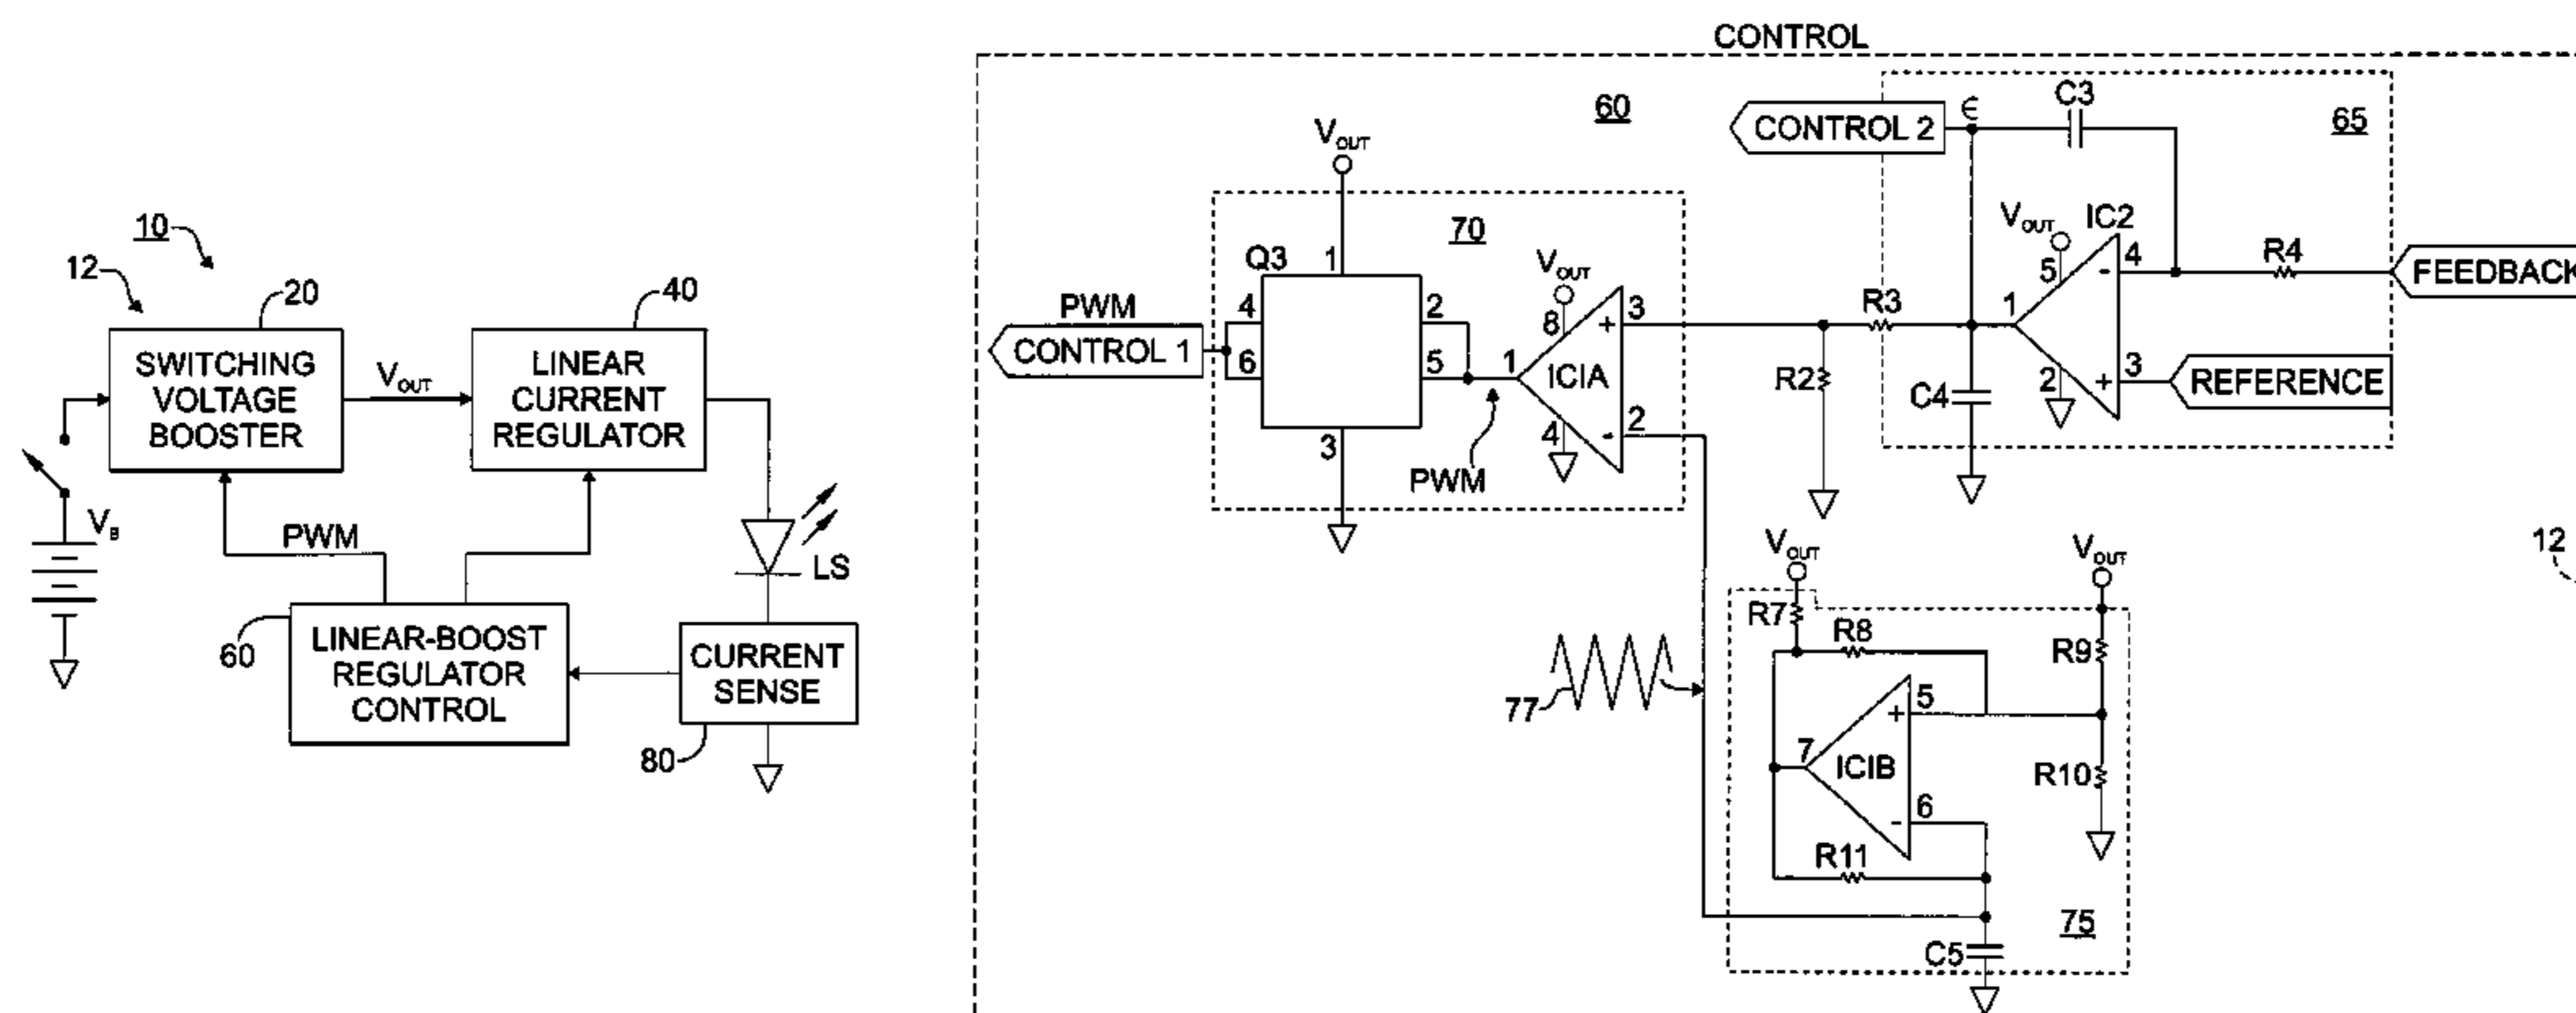 10
12
20
40
SWITCHING
VOLTAGE
BOOSTER
VOUT
LINEAR
CURRENT
REGULATOR
VB
PWM
LS
60
LINEAR-BOOST
REGULATOR
CONTROL
CURRENT
SENSE
80
CONTROL
60
CONTROL 2
ϵ
C3
65
VOUT
70
Q3
1
VOUT
IC2
VOUT
5
-
4
R4
FEEDBACK
PWM
CONTROL 1
4
6
2
5
3
1
8
+
3
ICIA
4
-
2
PWM
R3
R2
1
C4
2
+
3
REFERENCE
VOUT
VOUT
12
R7
R8
R9
77
+
5
7
ICIB
R10
-
6
R11
75
C5